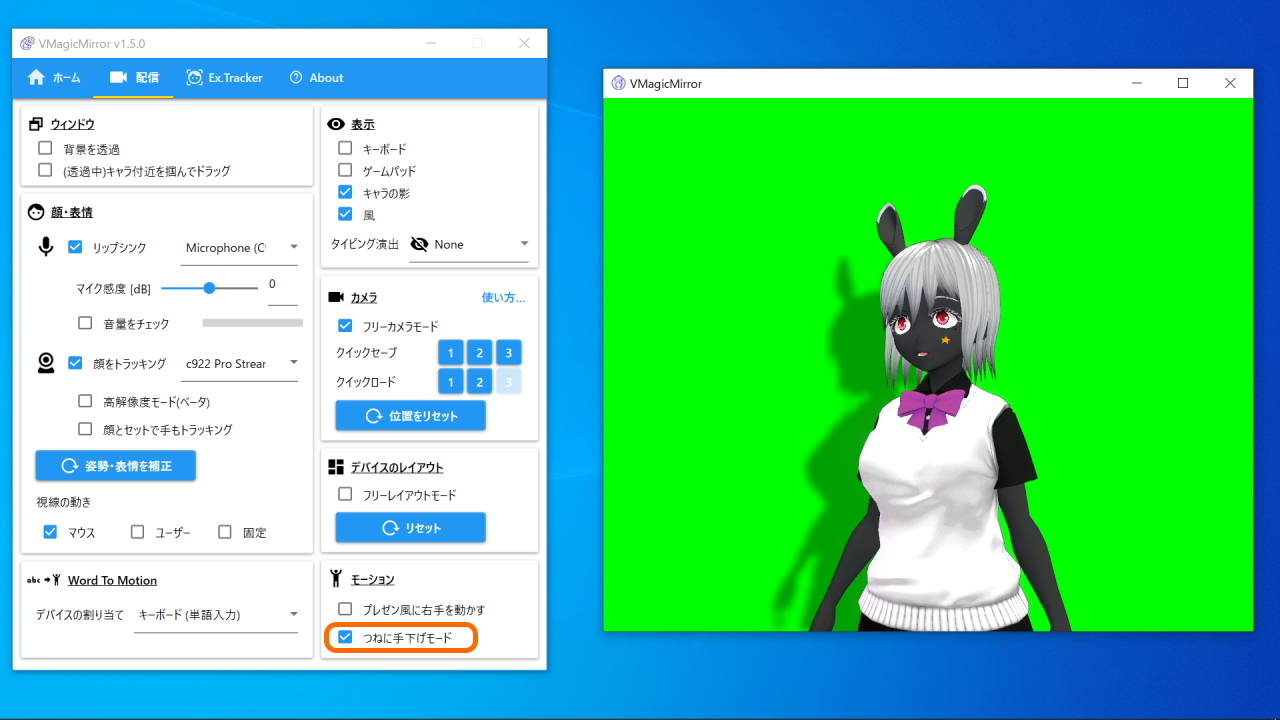 VMagicMirror v1.5.0
ホーム
配信
Ex.Tracker
About
ウィンドウ
背景を透過
(透過中)キャラ付近を掴んでドラッグ
顔・表情
リップシンク
Microphone (C
マイク感度 [dB]
0
音量をチェック
顔をトラッキング
c922 Pro Strear
高解像度モード(ベータ)
顔とセットで手もトラッキング
姿勢・表情を補正
視線の動き
マウス
ユーザー
固定
abc
Word To Motion
デバイスの割り当て
キーボード (単語入力)
表示
キーボード
ゲームパッド
キャラの影
風
タイピング演出
None
カメラ
使い方...
フリーカメラモード
クイックセーブ
1 2 3
クイックロード
1 2 3
位置をリセット
デバイスのレイアウト
フリーレイアウトモード
リセット
モーション
プレゼン風に右手を動かす
つねに手下げモード
VMagicMirror